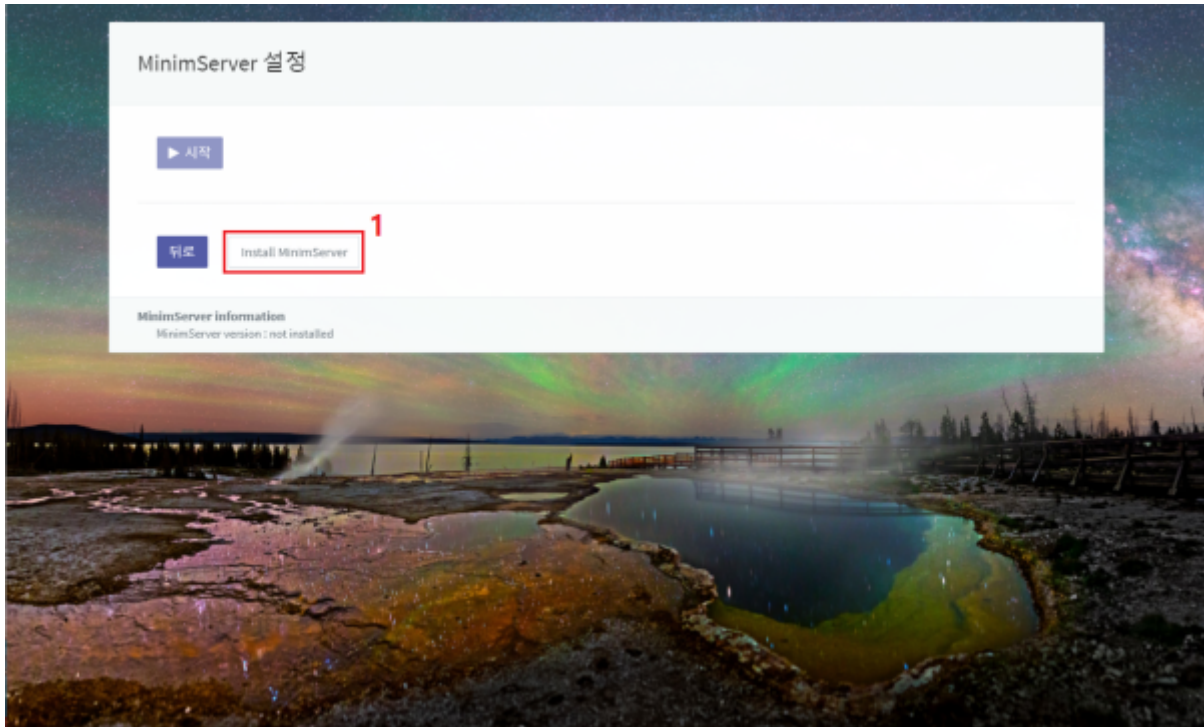 MinimServer 설정
▶ 시작
1
뒤로 Install MinimServer
MinimServer information
MinimServer version : not installed